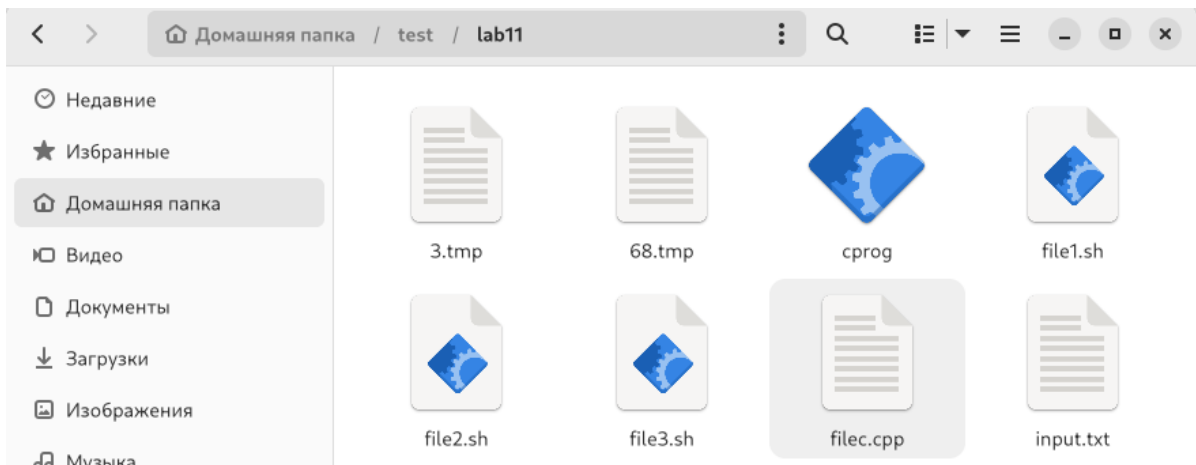 Домашняя папка / test / lab11
Недавние
Избранные
Домашняя папка
Видео
Документы
Загрузки
Изображения
Музыка
3.tmp
68.tmp
cprog
file1.sh
file2.sh
file3.sh
filec.cpp
input.txt